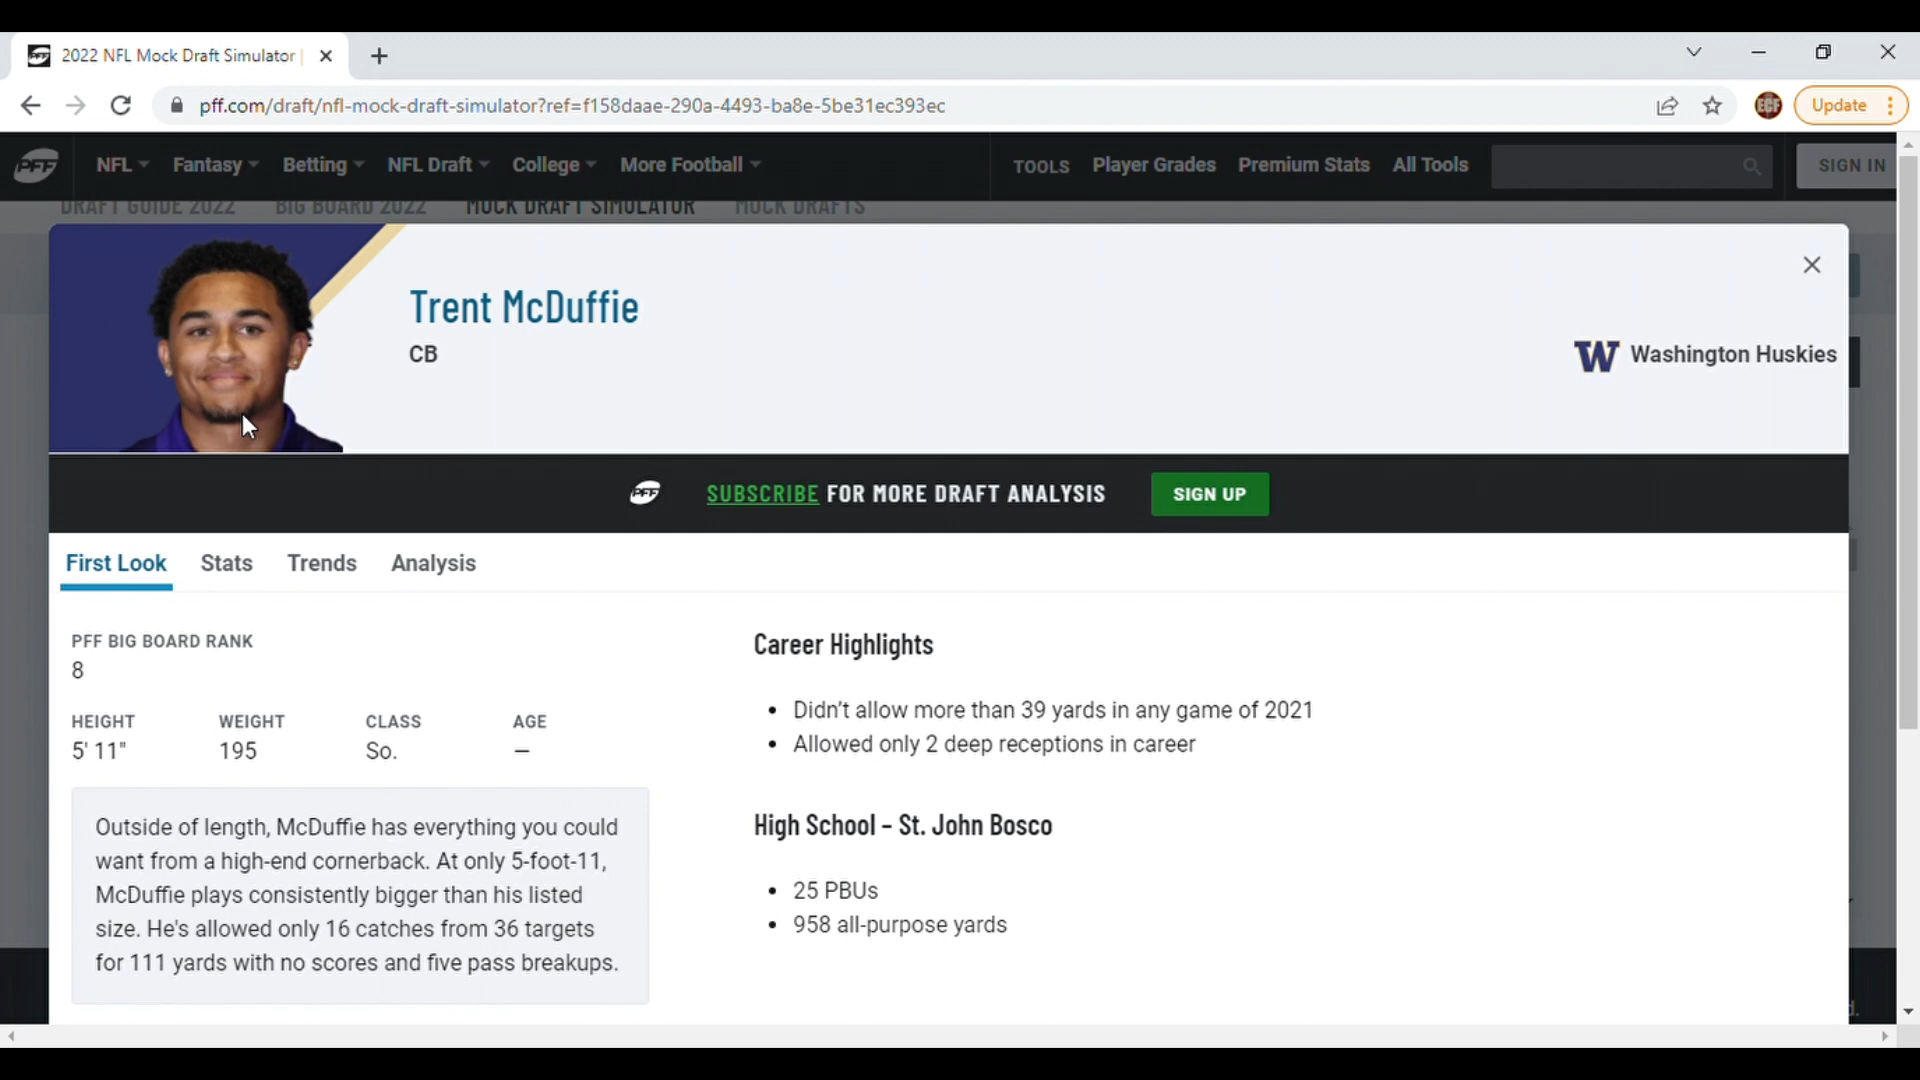 2022 NFL Mock Draft Simulator |
pff.com/draft/nfl-mock-draft-simulator?ref=f158daae-290a-4493-ba8e-5be31ec393ec
ECF
Update
PFF
NFL Fantasy Betting NFL Draft College More Football
TOOLS Player Grades Premium Stats All Tools
SIGN IN
DRAFT GUIDE 2022 BIG BOARD 2022 MOCK DRAFT SIMULATOR MOCK DRAFTS
Trent McDuffie
CB
W Washington Huskies
PFF SUBSCRIBE FOR MORE DRAFT ANALYSIS SIGN UP
First Look Stats Trends Analysis
PFF BIG BOARD RANK
8
HEIGHT WEIGHT CLASS AGE
5' 11" 195 So. –
Outside of length, McDuffie has everything you could
want from a high-end cornerback. At only 5-foot-11,
McDuffie plays consistently bigger than his listed
size. He's allowed only 16 catches from 36 targets
for 111 yards with no scores and five pass breakups.
Career Highlights
• Didn't allow more than 39 yards in any game of 2021
• Allowed only 2 deep receptions in career
High School – St. John Bosco
• 25 PBUs
• 958 all-purpose yards